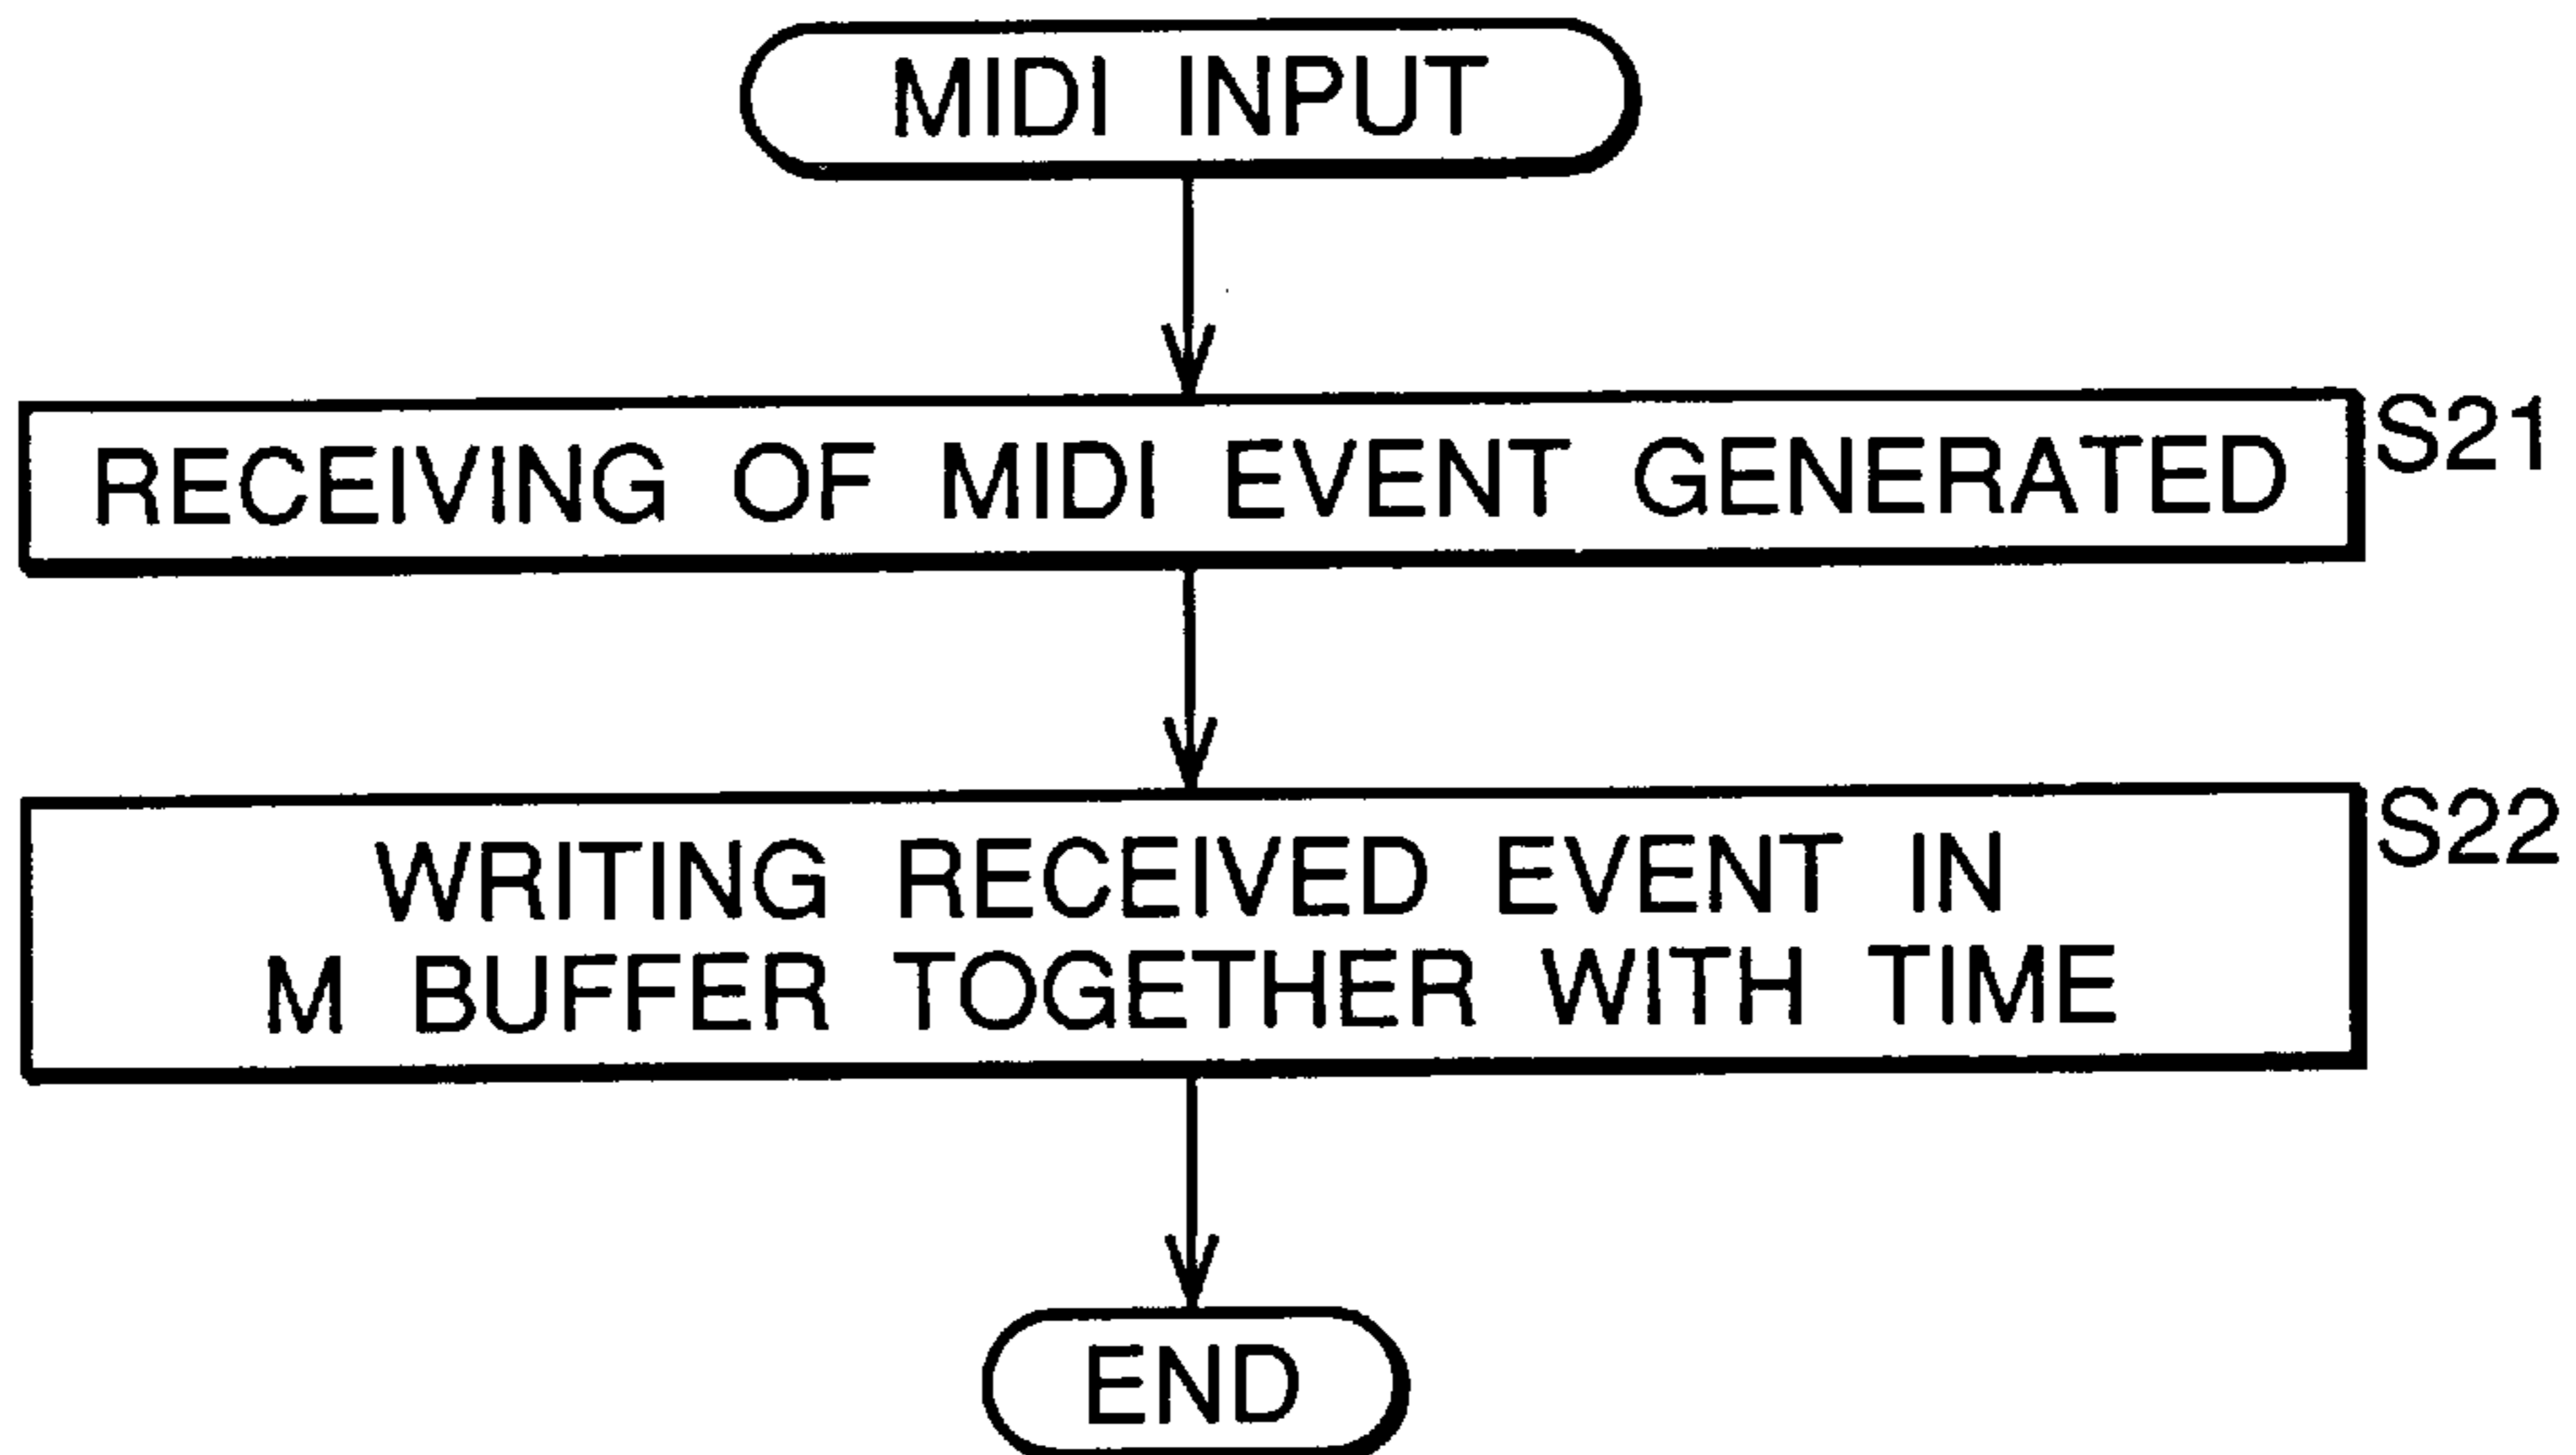 MIDI INPUT
RECEIVING OF MIDI EVENT GENERATED
S21
WRITING RECEIVED EVENT IN
M BUFFER TOGETHER WITH TIME
S22
END